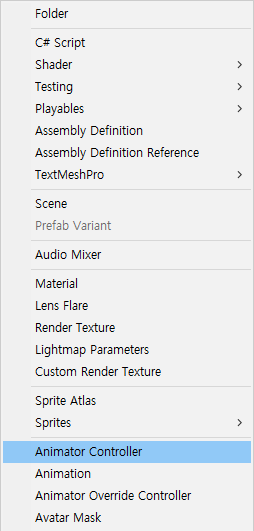 Folder
C# Script
Shader
Testing
Playables
Assembly Definition
Assembly Definition Reference
TextMeshPro
Scene
Prefab Variant
Audio Mixer
Material
Lens Flare
Render Texture
Lightmap Parameters
Custom Render Texture
Sprite Atlas
Sprites
Animator Controller
Animation
Animator Override Controller
Avatar Mask